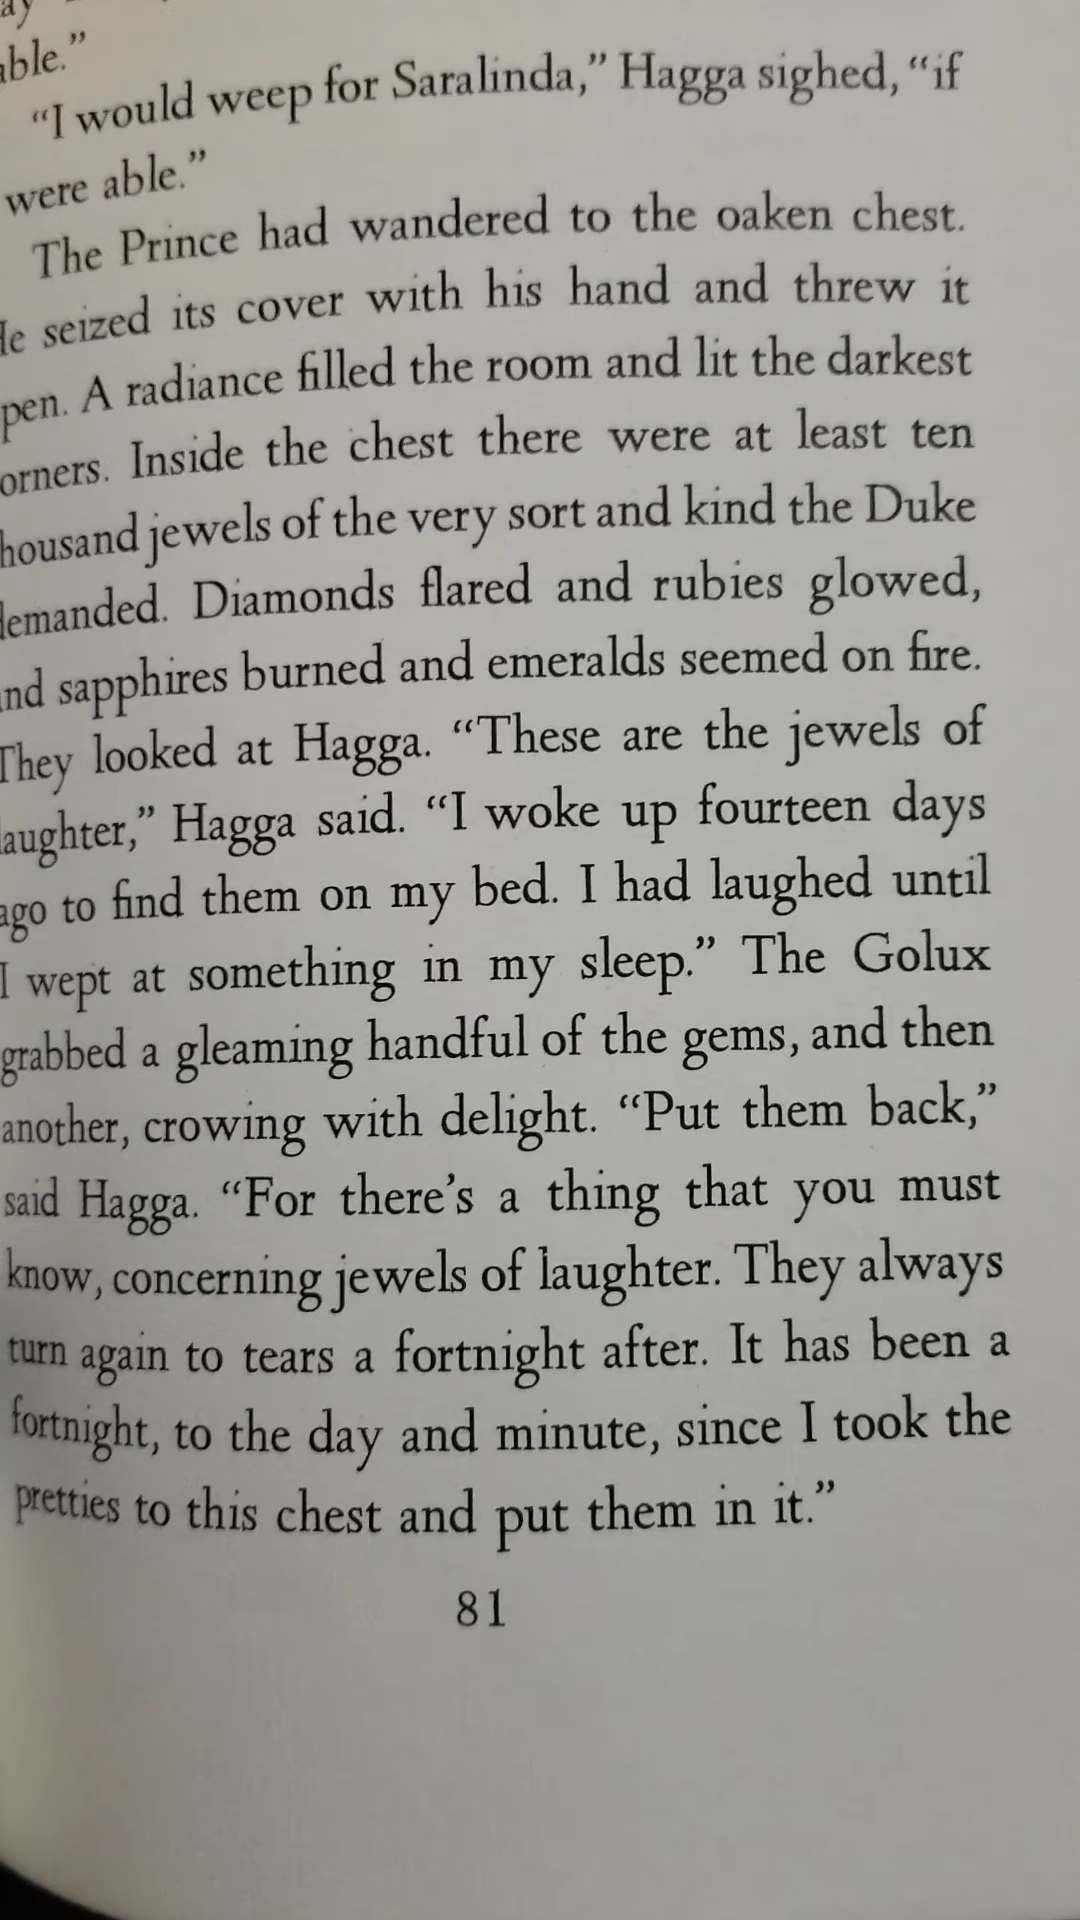 able.”
“I would weep for Saralinda,” Hagga sighed, “if
were able.”
The Prince had wandered to the oaken chest.
He seized its cover with his hand and threw it
pen. A radiance filled the room and lit the darkest
orners. Inside the chest there were at least ten
housand jewels of the very sort and kind the Duke
demanded. Diamonds flared and rubies glowed,
and sapphires burned and emeralds seemed on fire.
They looked at Hagga. “These are the jewels of
laughter,” Hagga said. “I woke up fourteen days
ago to find them on my bed. I had laughed until
I wept at something in my sleep.” The Golux
grabbed a gleaming handful of the gems, and then
another, crowing with delight. “Put them back,”
said Hagga. “For there’s a thing that you must
know, concerning jewels of laughter. They always
turn again to tears a fortnight after. It has been a
fortnight, to the day and minute, since I took the
pretties to this chest and put them in it.”
81